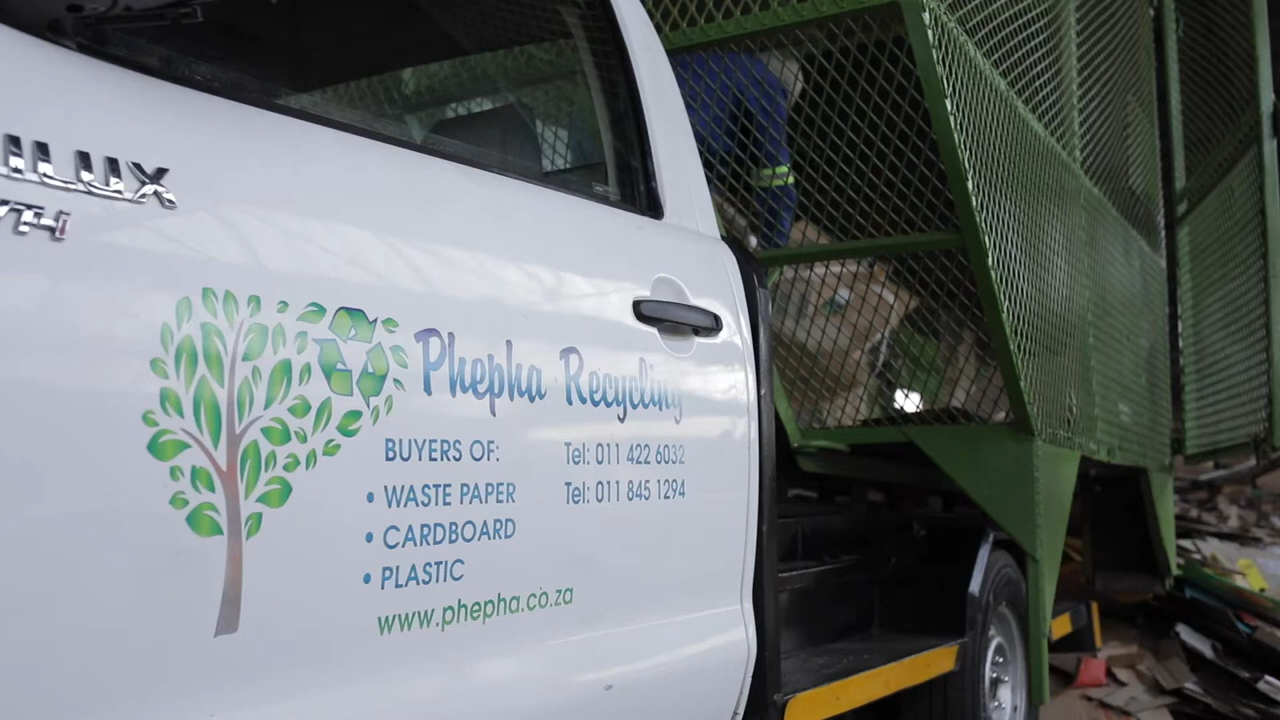 ILUX
Phepha Recycling
BUYERS OF:
• WASTE PAPER
• CARDBOARD
• PLASTIC
Tel: 011 422 6032
Tel: 011 845 1294
www.phepha.co.za